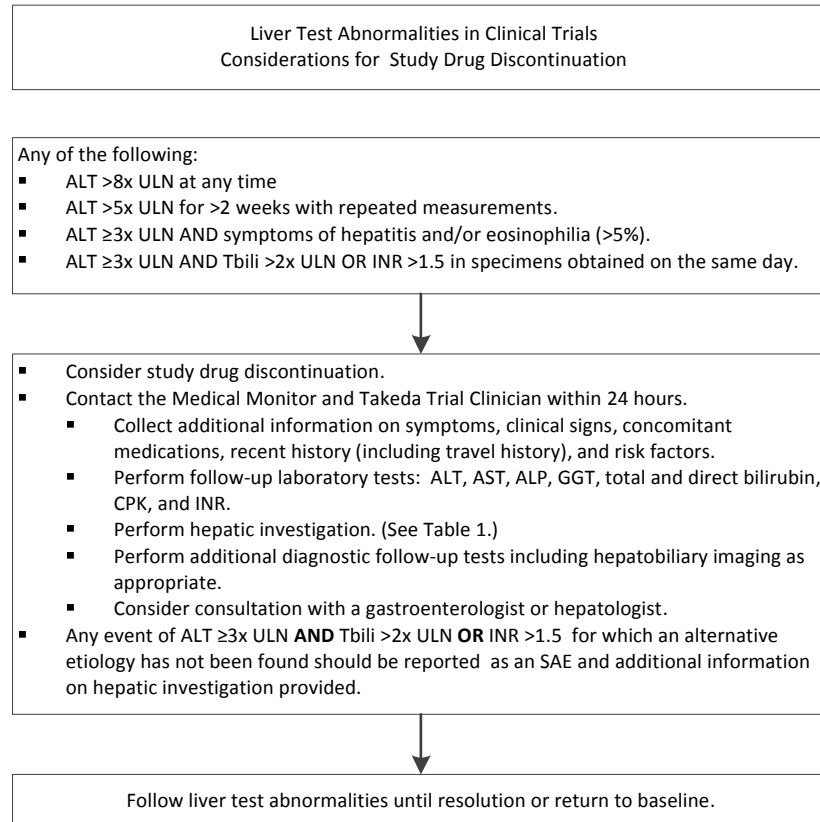 Liver Test Abnormalities in Clinical Trials
Considerations for  Study Drug Discontinuation
Any of the following:
▪ ALT >8x ULN at any time
▪ ALT >5x ULN for >2 weeks with repeated measurements.
▪ ALT ≥3x ULN AND symptoms of hepatitis and/or eosinophilia (>5%).
▪ ALT ≥3x ULN AND Tbili >2x ULN OR INR >1.5 in specimens obtained on the same day.
▪ Consider study drug discontinuation.
▪ Contact the Medical Monitor and Takeda Trial Clinician within 24 hours.
▪ Collect additional information on symptoms, clinical signs, concomitant
medications, recent history (including travel history), and risk factors.
▪ Perform follow-up laboratory tests:  ALT, AST, ALP, GGT, total and direct bilirubin,
CPK, and INR.
▪ Perform hepatic investigation. (See Table 1.)
▪ Perform additional diagnostic follow-up tests including hepatobiliary imaging as
appropriate.
▪ Consider consultation with a gastroenterologist or hepatologist.
▪ Any event of ALT ≥3x ULN AND Tbili >2x ULN OR INR >1.5  for which an alternative
etiology has not been found should be reported  as an SAE and additional information
on hepatic investigation provided.
Follow liver test abnormalities until resolution or return to baseline.